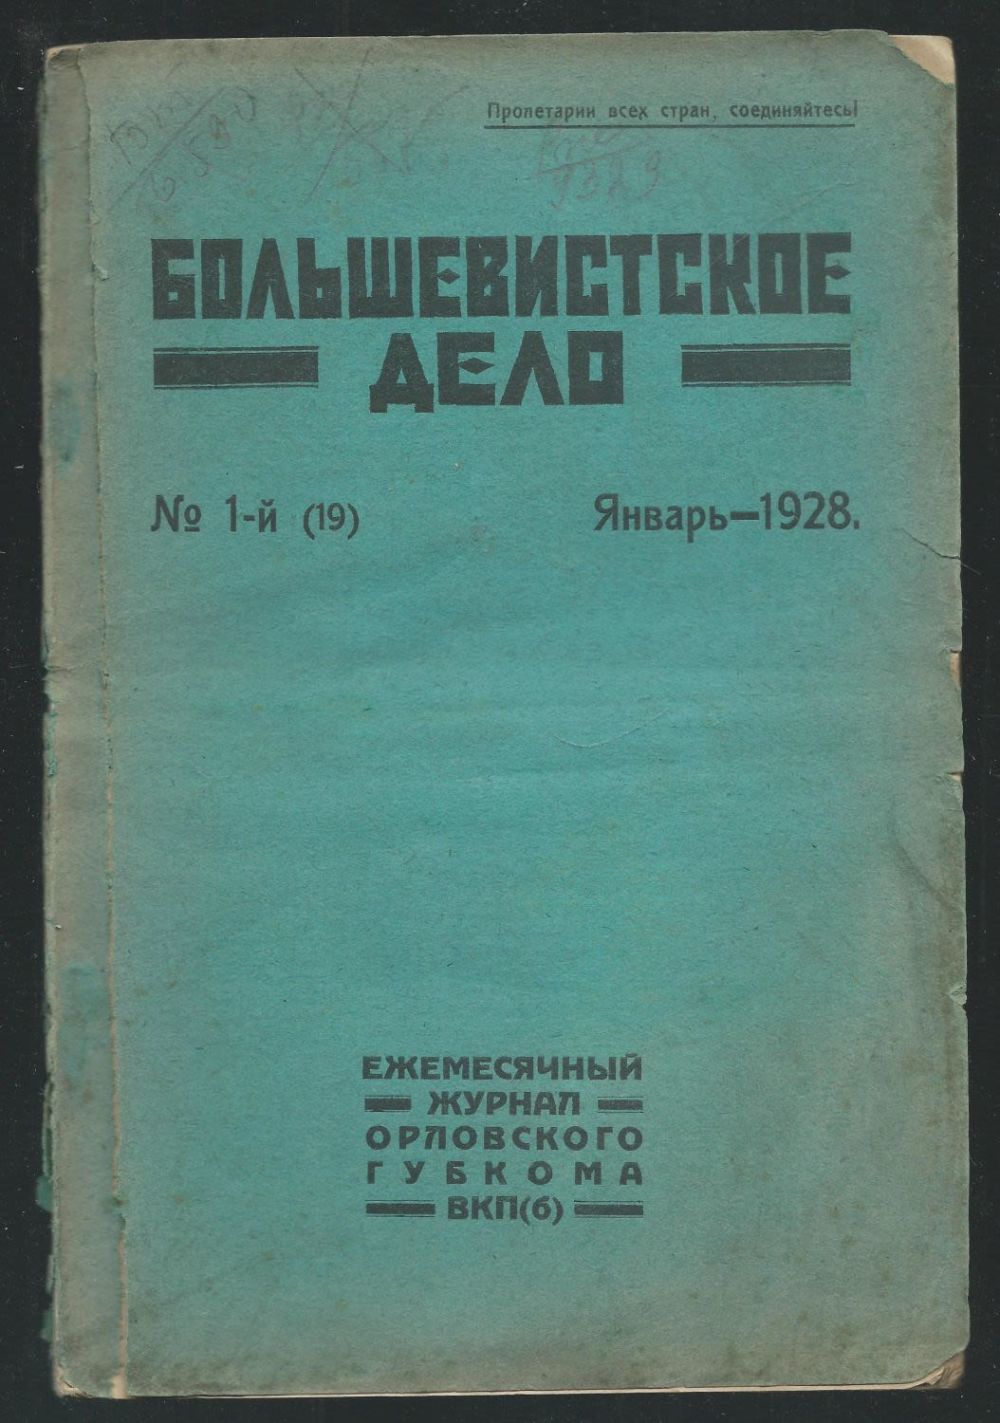 Пролетарии всех стран, соединяйтесь!
БОЛЬШЕВИСТСКОЕ
ДЕЛО
№ 1-й (19) Январь—1928.
ЕЖЕМЕСЯЧНЫЙ
ЖУРНАЛ
ОРЛОВСКОГО
ГУБКОМА
ВКП(б)